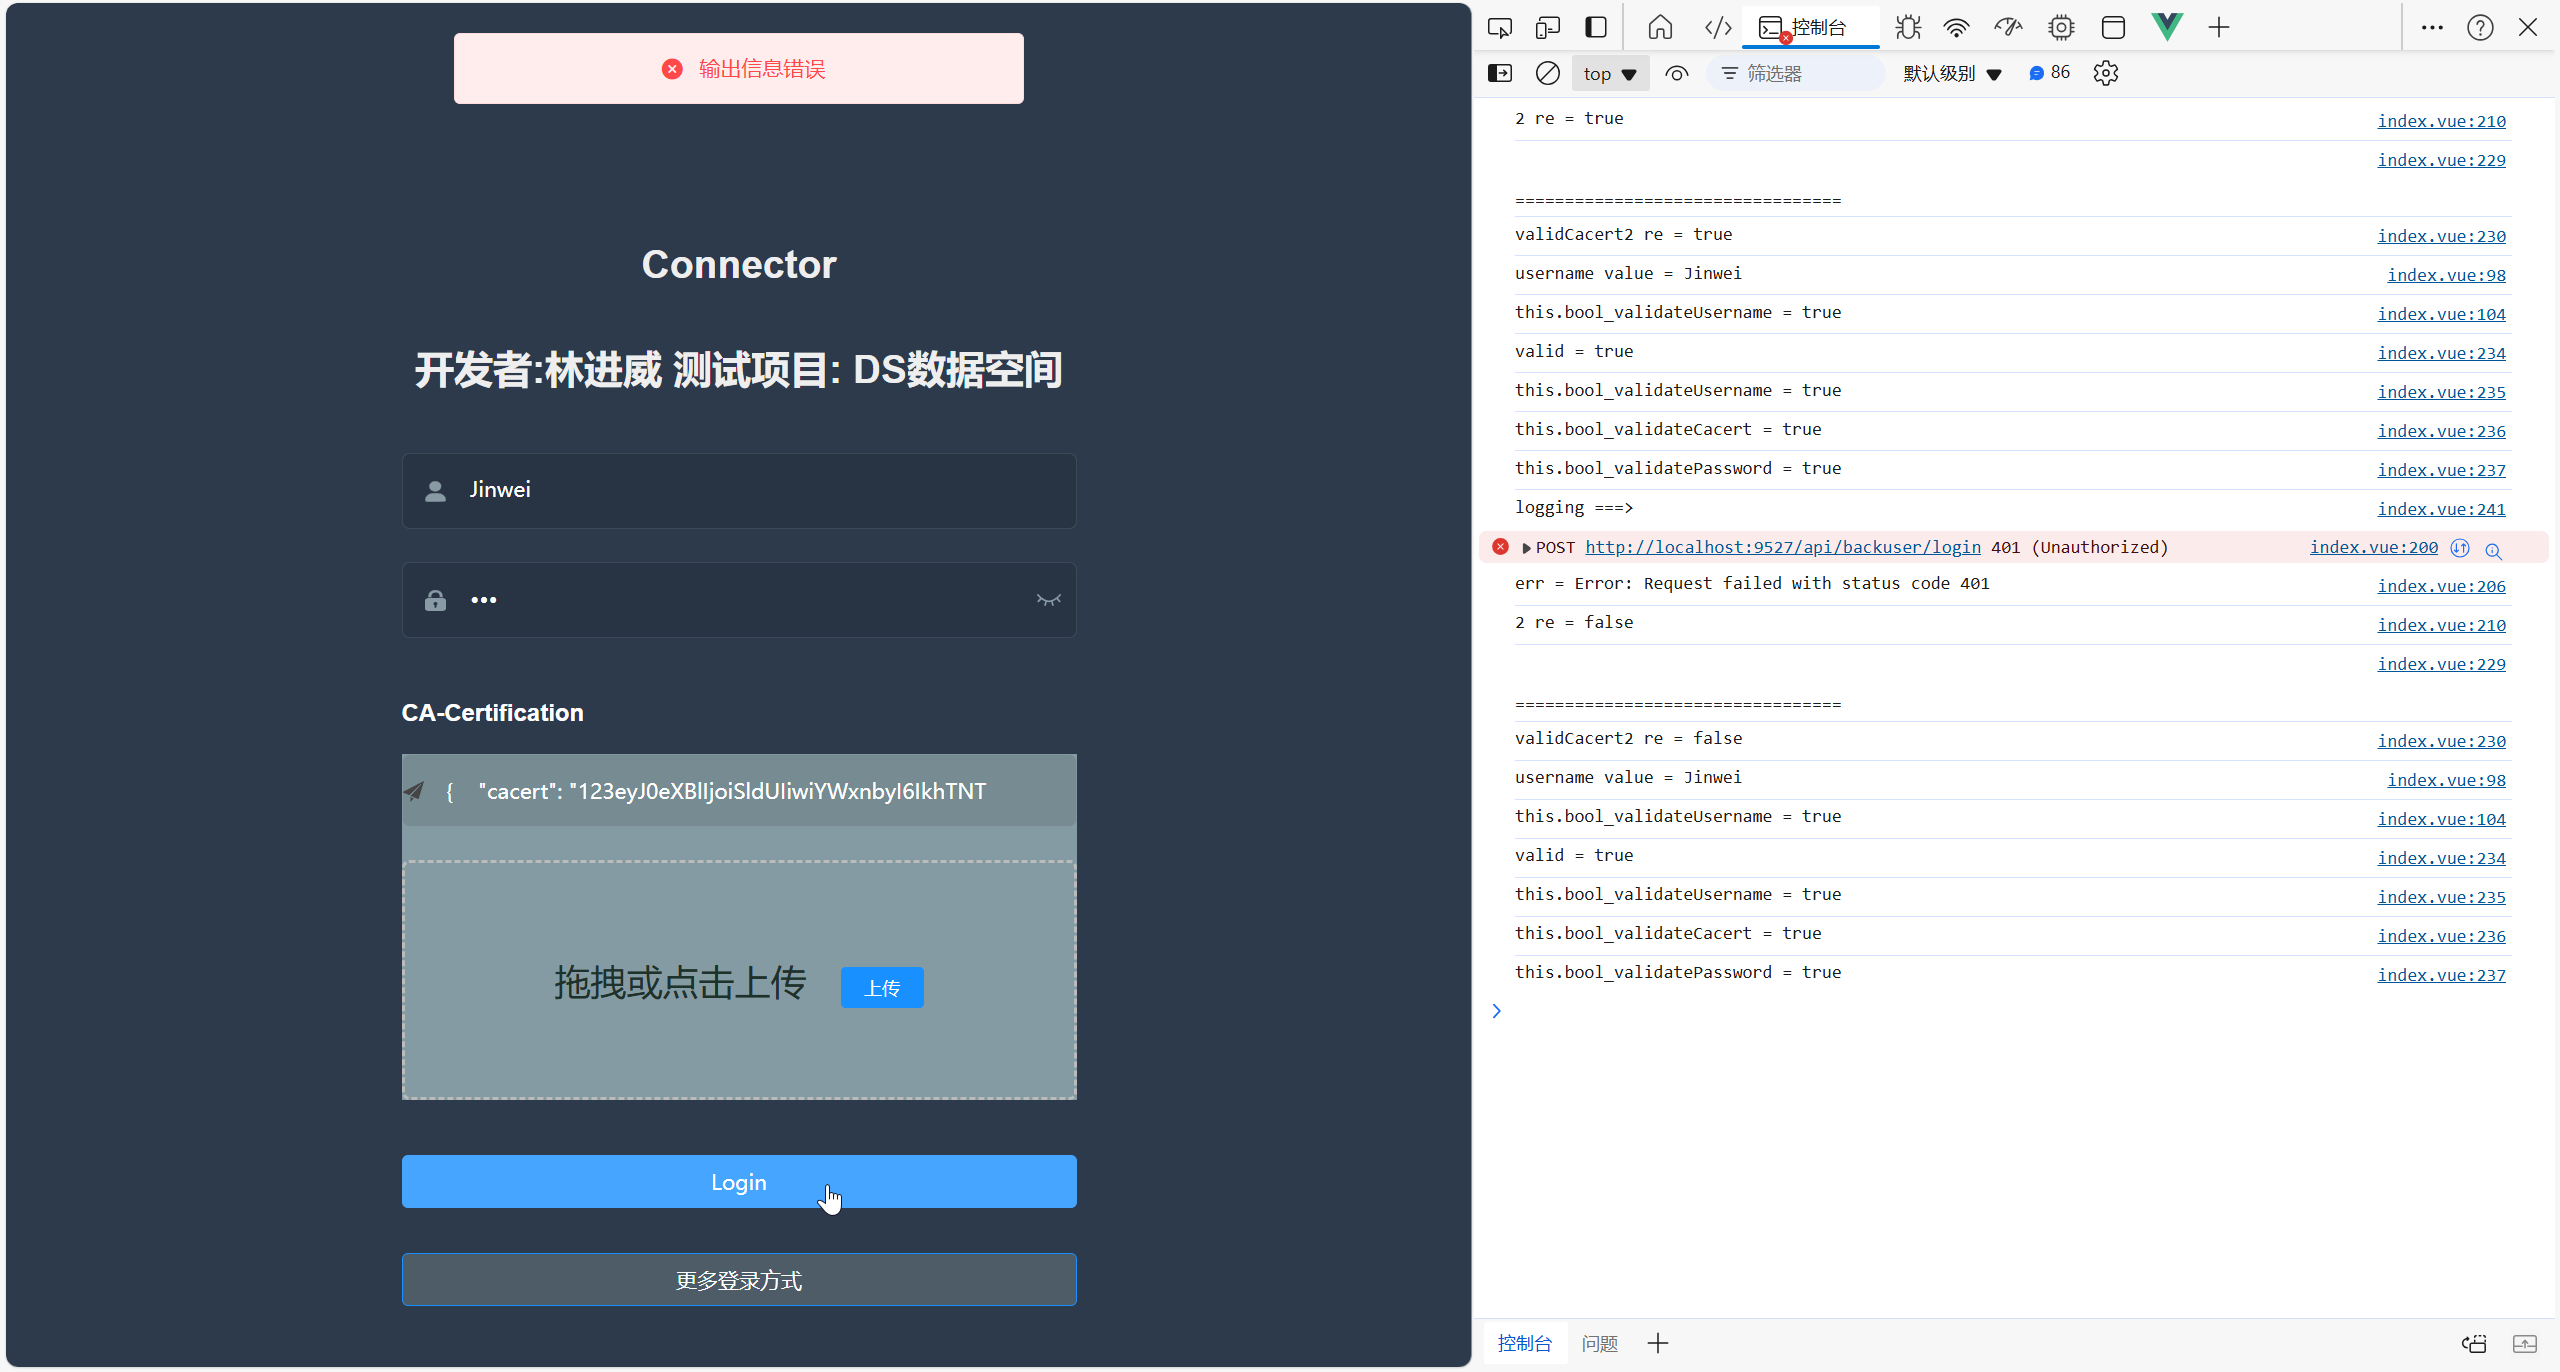 输出信息错误
Connector
开发者:林进威 测试项目: DS数据空间
Jinwei
•••
CA-Certification
{    "cacert": "123eyJ0eXBlIjoiSldUIiwiYWxnbyI6IkhTNT
拖拽或点击上传 上传
Login
更多登录方式
控制台
top 筛选器 默认级别 86
2 re = true index.vue:210
index.vue:229
=================================
validCacert2 re = true index.vue:230
username value = Jinwei index.vue:98
this.bool_validateUsername = true index.vue:104
valid = true index.vue:234
this.bool_validateUsername = true index.vue:235
this.bool_validateCacert = true index.vue:236
this.bool_validatePassword = true index.vue:237
logging ===> index.vue:241
POST http://localhost:9527/api/backuser/login 401 (Unauthorized) index.vue:200
err = Error: Request failed with status code 401 index.vue:206
2 re = false index.vue:210
index.vue:229
=================================
validCacert2 re = false index.vue:230
username value = Jinwei index.vue:98
this.bool_validateUsername = true index.vue:104
valid = true index.vue:234
this.bool_validateUsername = true index.vue:235
this.bool_validateCacert = true index.vue:236
this.bool_validatePassword = true index.vue:237
控制台 问题